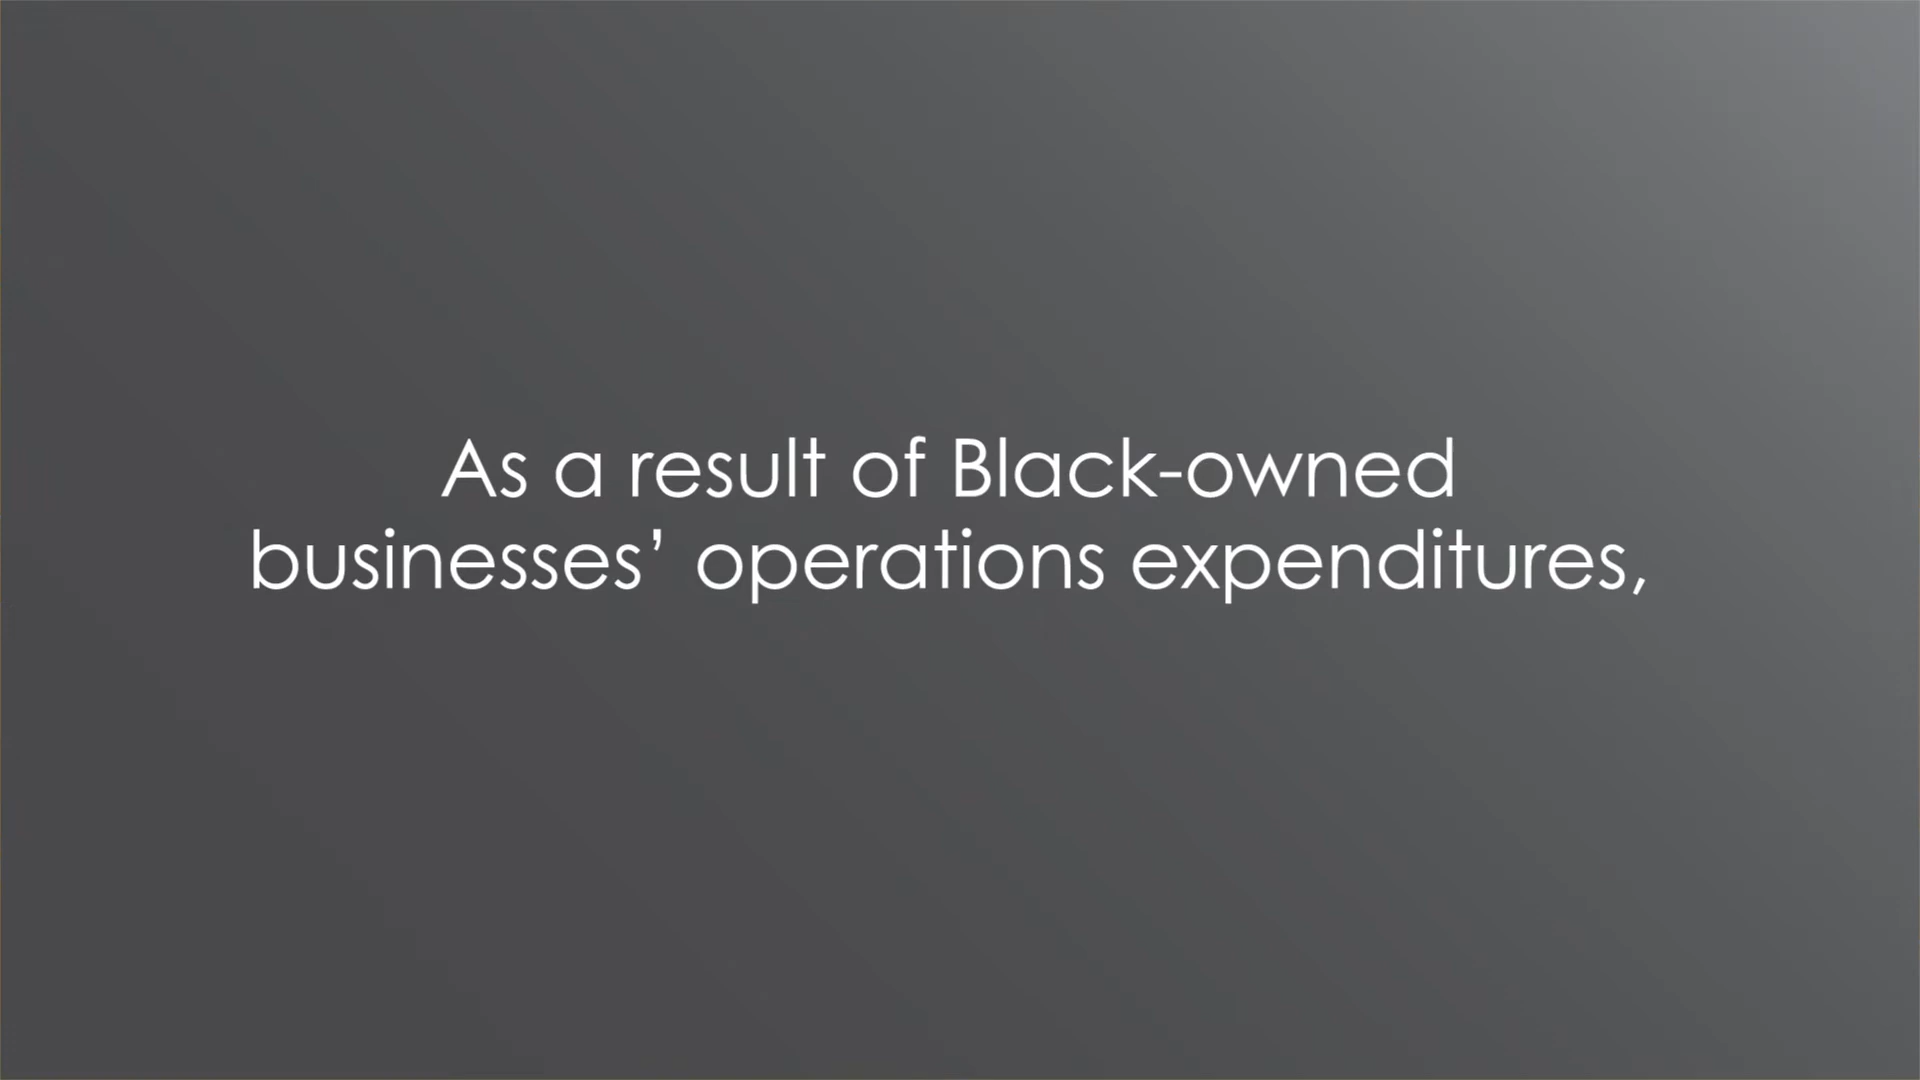 As a result of Black-owned
businesses’ operations expenditures,